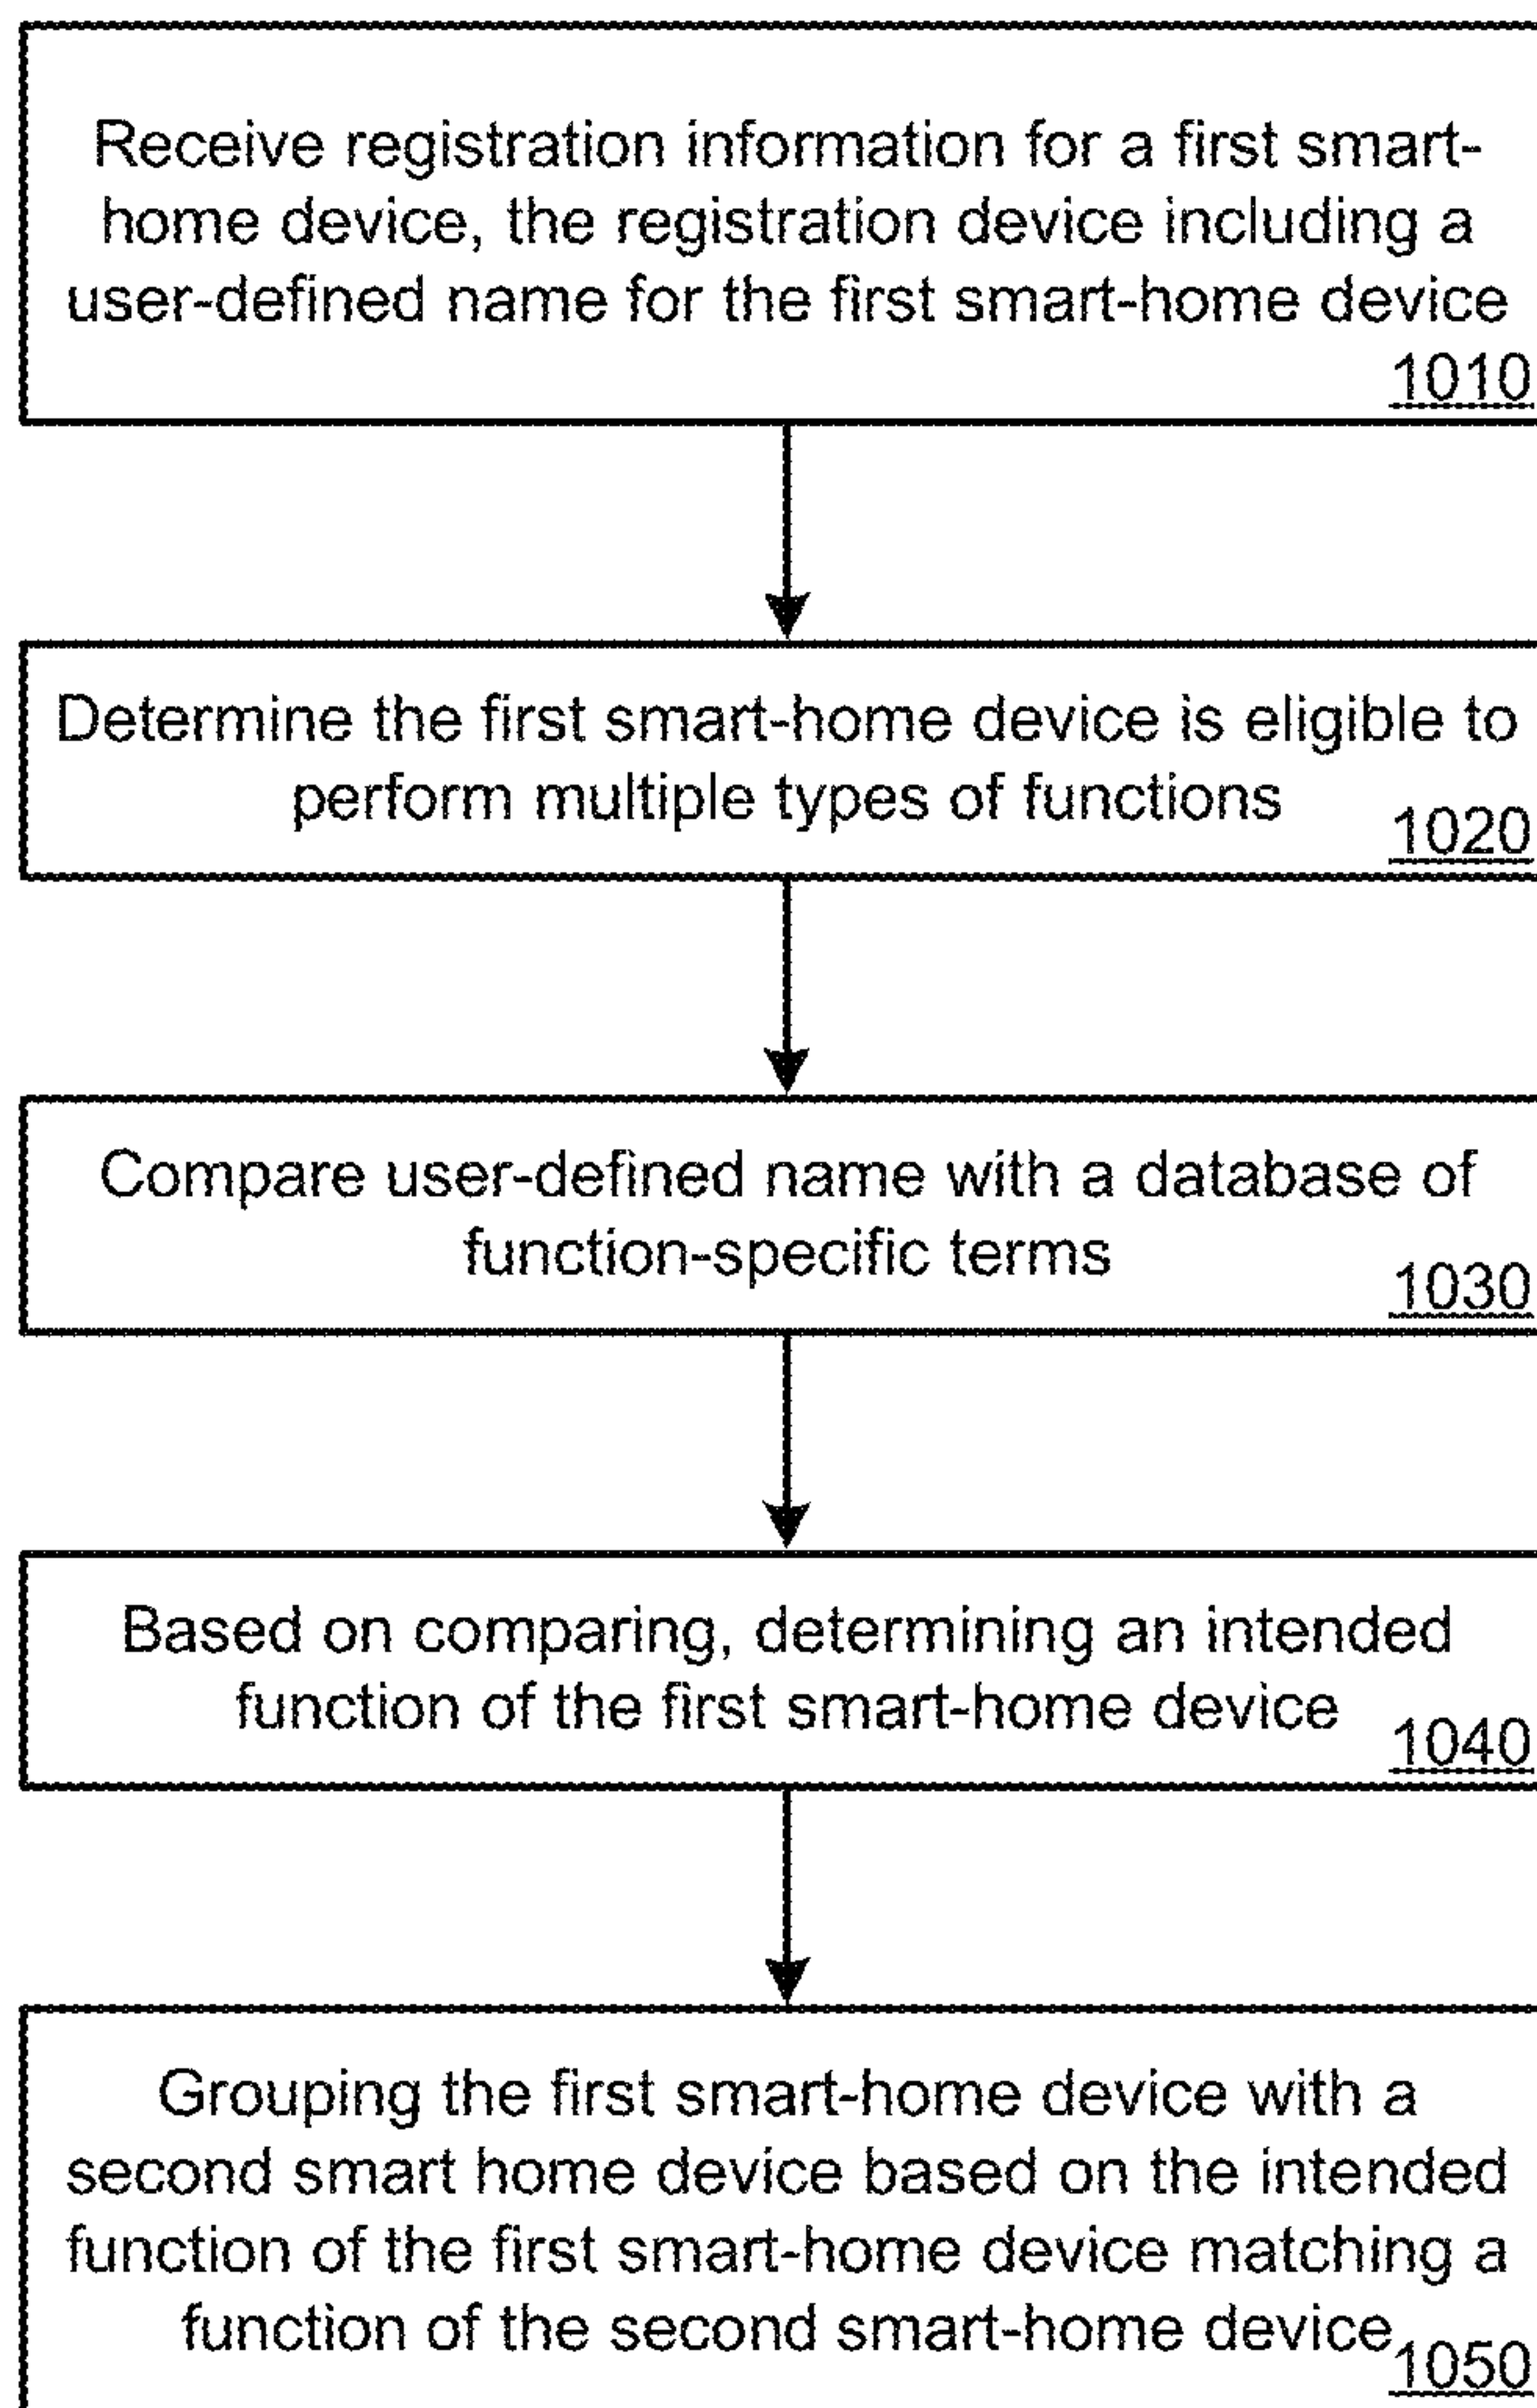 Receive registration information for a first smart-
home device, the registration device including a
user-defined name for the first smart-home device
1010
Determine the first smart-home device is eligible to
perform multiple types of functions
1020
Compare user-defined name with a database of
function-specific terms
1030
Based on comparing, determining an intended
function of the first smart-home device
1040
Grouping the first smart-home device with a
second smart home device based on the intended
function of the first smart-home device matching a
function of the second smart-home device
1050